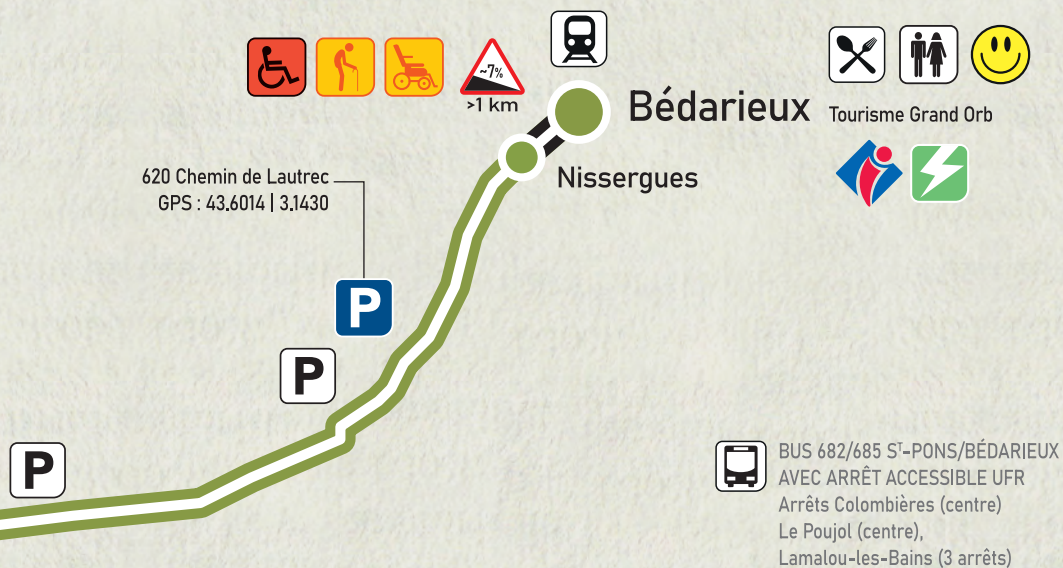 ~7%
>1 km
Bédarieux
Tourisme Grand Orb
Nissergues
620 Chemin de Lautrec
GPS : 43.6014 | 3.1430
P
P
P
BUS 682/685 Sᵀ-PONS/BÉDARIEUX
AVEC ARRÊT ACCESSIBLE UFR
Arrêts Colombières (centre)
Le Poujol (centre),
Lamalou-les-Bains (3 arrêts)